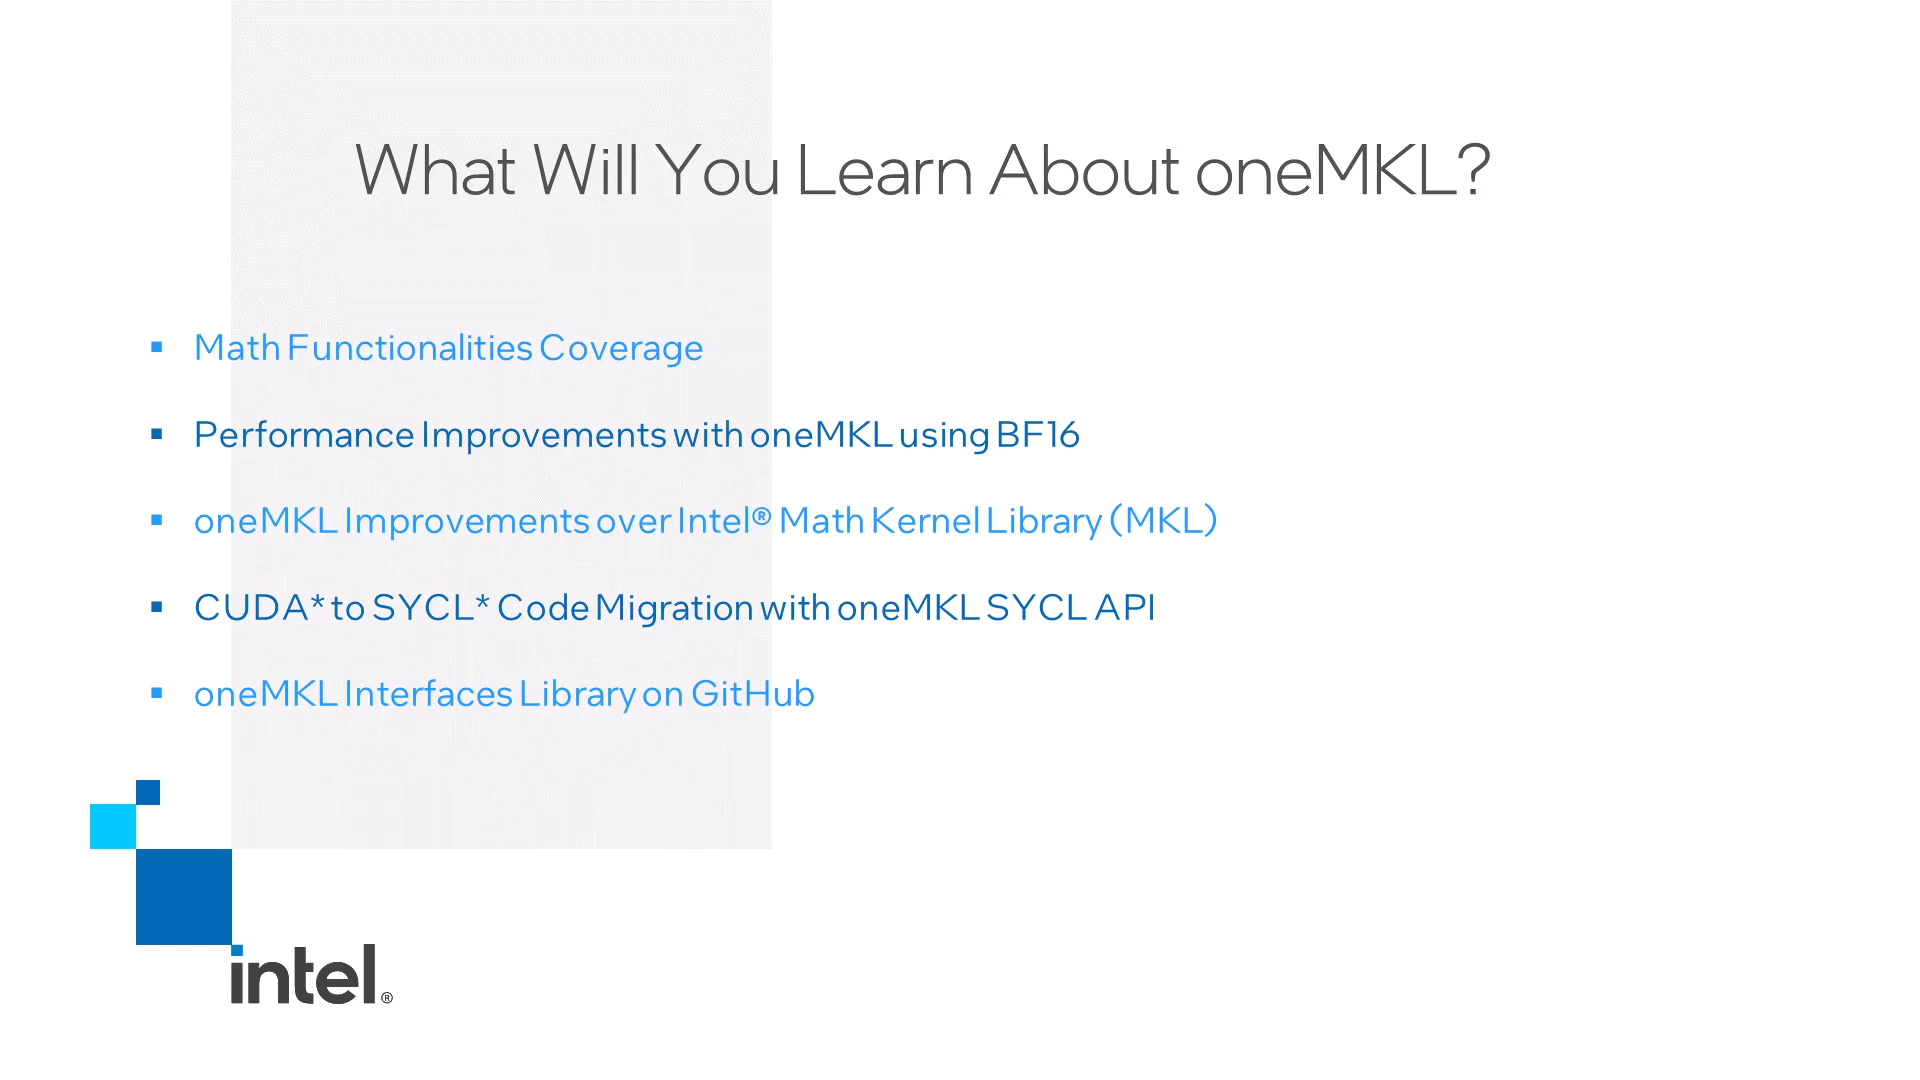 What Will You Learn About oneMKL?
▪ Math Functionalities Coverage
▪ Performance Improvements with oneMKL using BF16
▪ oneMKL Improvements over Intel® Math Kernel Library (MKL)
▪ CUDA* to SYCL* Code Migration with oneMKL SYCL API
▪ oneMKL Interfaces Library on GitHub
intel®